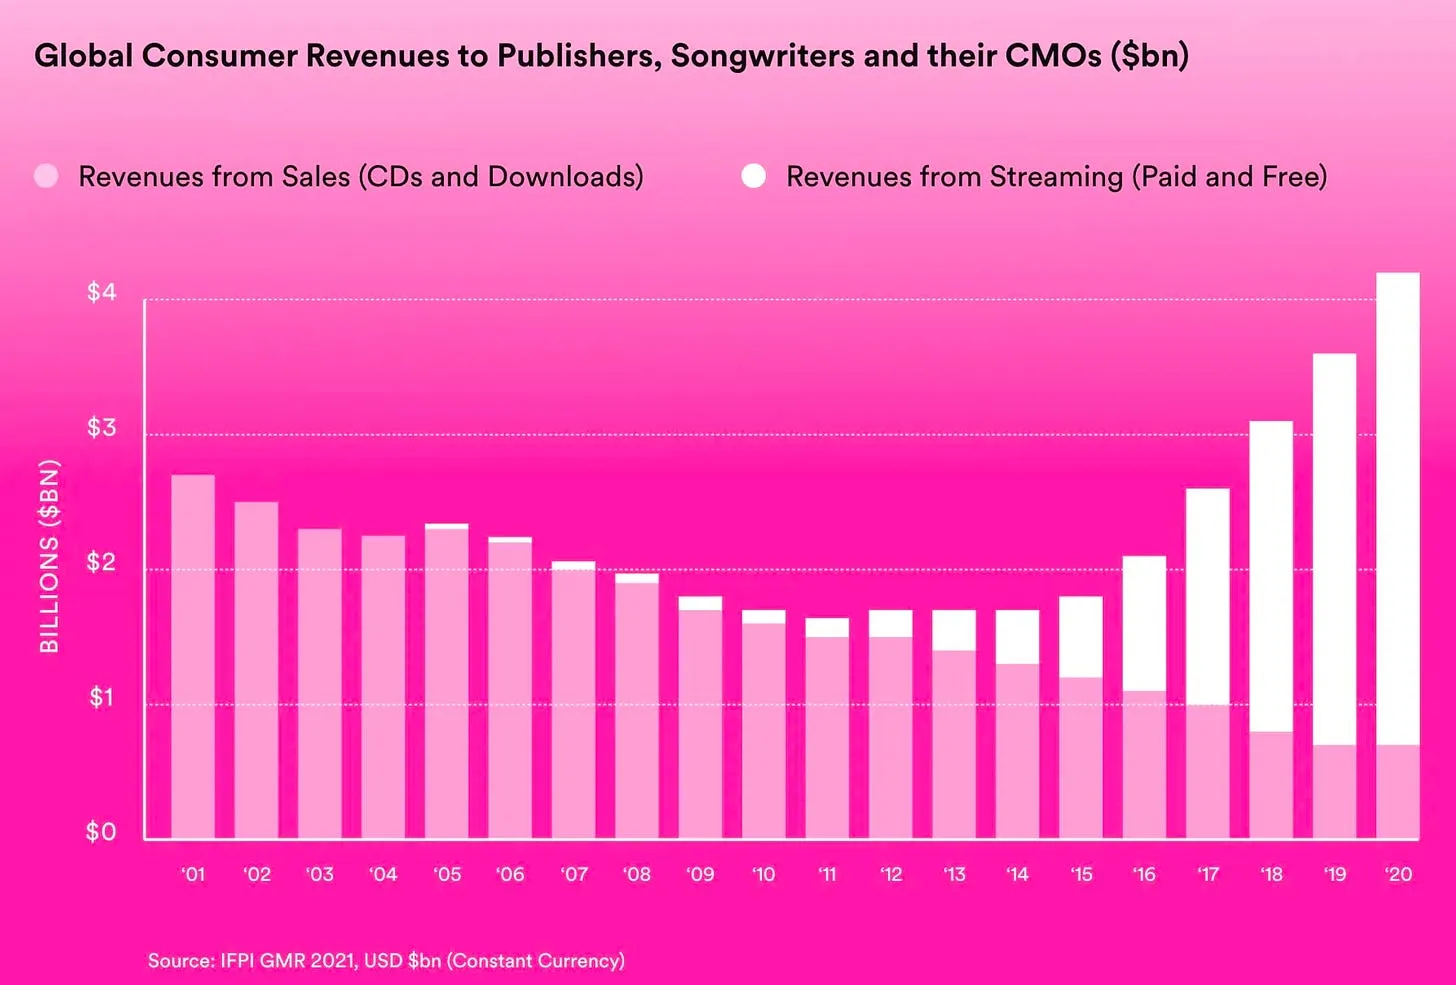 Global Consumer Revenues to Publishers, Songwriters and their CMOs ($bn)
Revenues from Sales (CDs and Downloads)
Revenues from Streaming (Paid and Free)
$4
$3
$2
$1
$0
BILLIONS ($BN)
‘01 ‘02 ‘03 ‘04 ‘05 ‘06 ‘07 ‘08 ‘09 ‘10 ‘11 ‘12 ‘13 ‘14 ‘15 ‘16 ‘17 ‘18 ‘19 ‘20
Source: IFPI GMR 2021, USD $bn (Constant Currency)